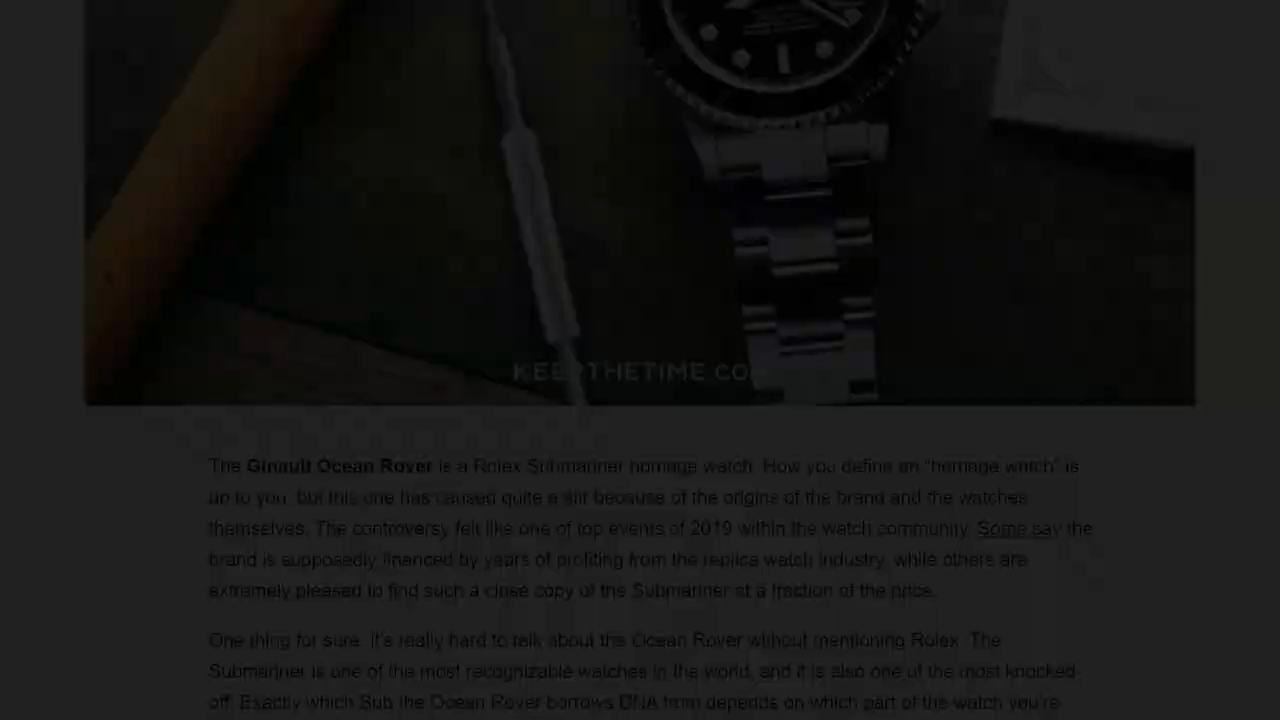 KEEPTHETIME.CO
The Ginault Ocean Rover is a Rolex Submariner homage watch. How you define an "homage watch" is
up to you, but this one has caused quite a stir because of the origins of the brand and the watches
themselves. The controversy felt like one of top events of 2019 within the watch community. Some say the
brand is supposedly financed by years of profiting from the replica watch industry, while others are
extremely pleased to find such a close copy of the Submariner at a fraction of the price.
One thing for sure: It's really hard to talk about the Ocean Rover without mentioning Rolex. The
Submariner is one of the most recognizable watches in the world, and it is also one of the most knocked-
off. Exactly which Sub the Ocean Rover borrows DNA from depends on which part of the watch you're